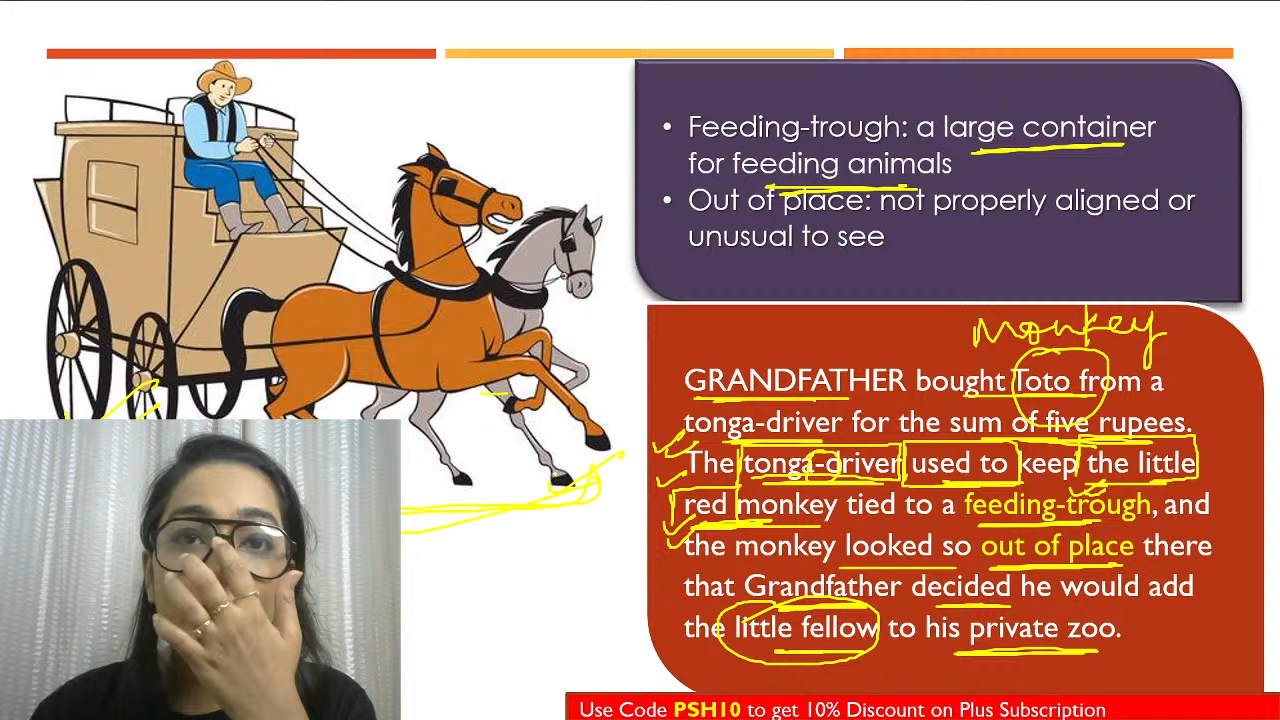 • Feeding-trough: a large container
for feeding animals
• Out of place: not properly aligned or
unusual to see
monkey
GRANDFATHER bought Toto from a
tonga-driver for the sum of five rupees.
The tonga-driver used to keep the little
red monkey tied to a feeding-trough, and
the monkey looked so out of place there
that Grandfather decided he would add
the little fellow to his private zoo.
Use Code PSH10 to get 10% Discount on Plus Subscription